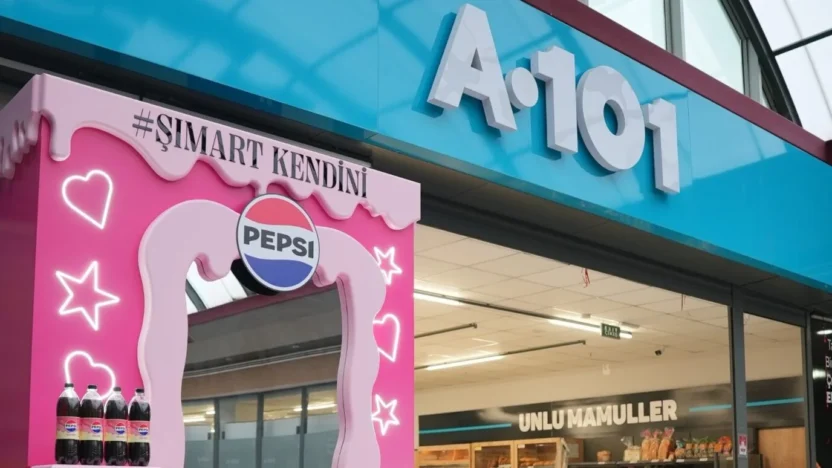 A101
#ŞIMART KENDİNİ
PEPSI
UNLU MAMULLER